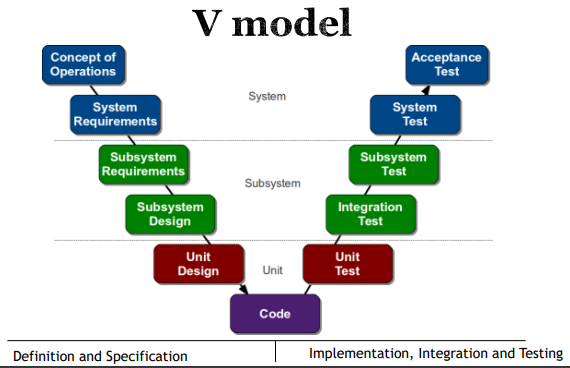 V model
Concept of
Operations
Acceptance
Test
System
System
Requirements
System
Test
Subsystem
Requirements
Subsystem
Test
Subsystem
Subsystem
Design
Integration
Test
Unit
Design
Unit
Unit
Test
Code
Definition and Specification
Implementation, Integration and Testing